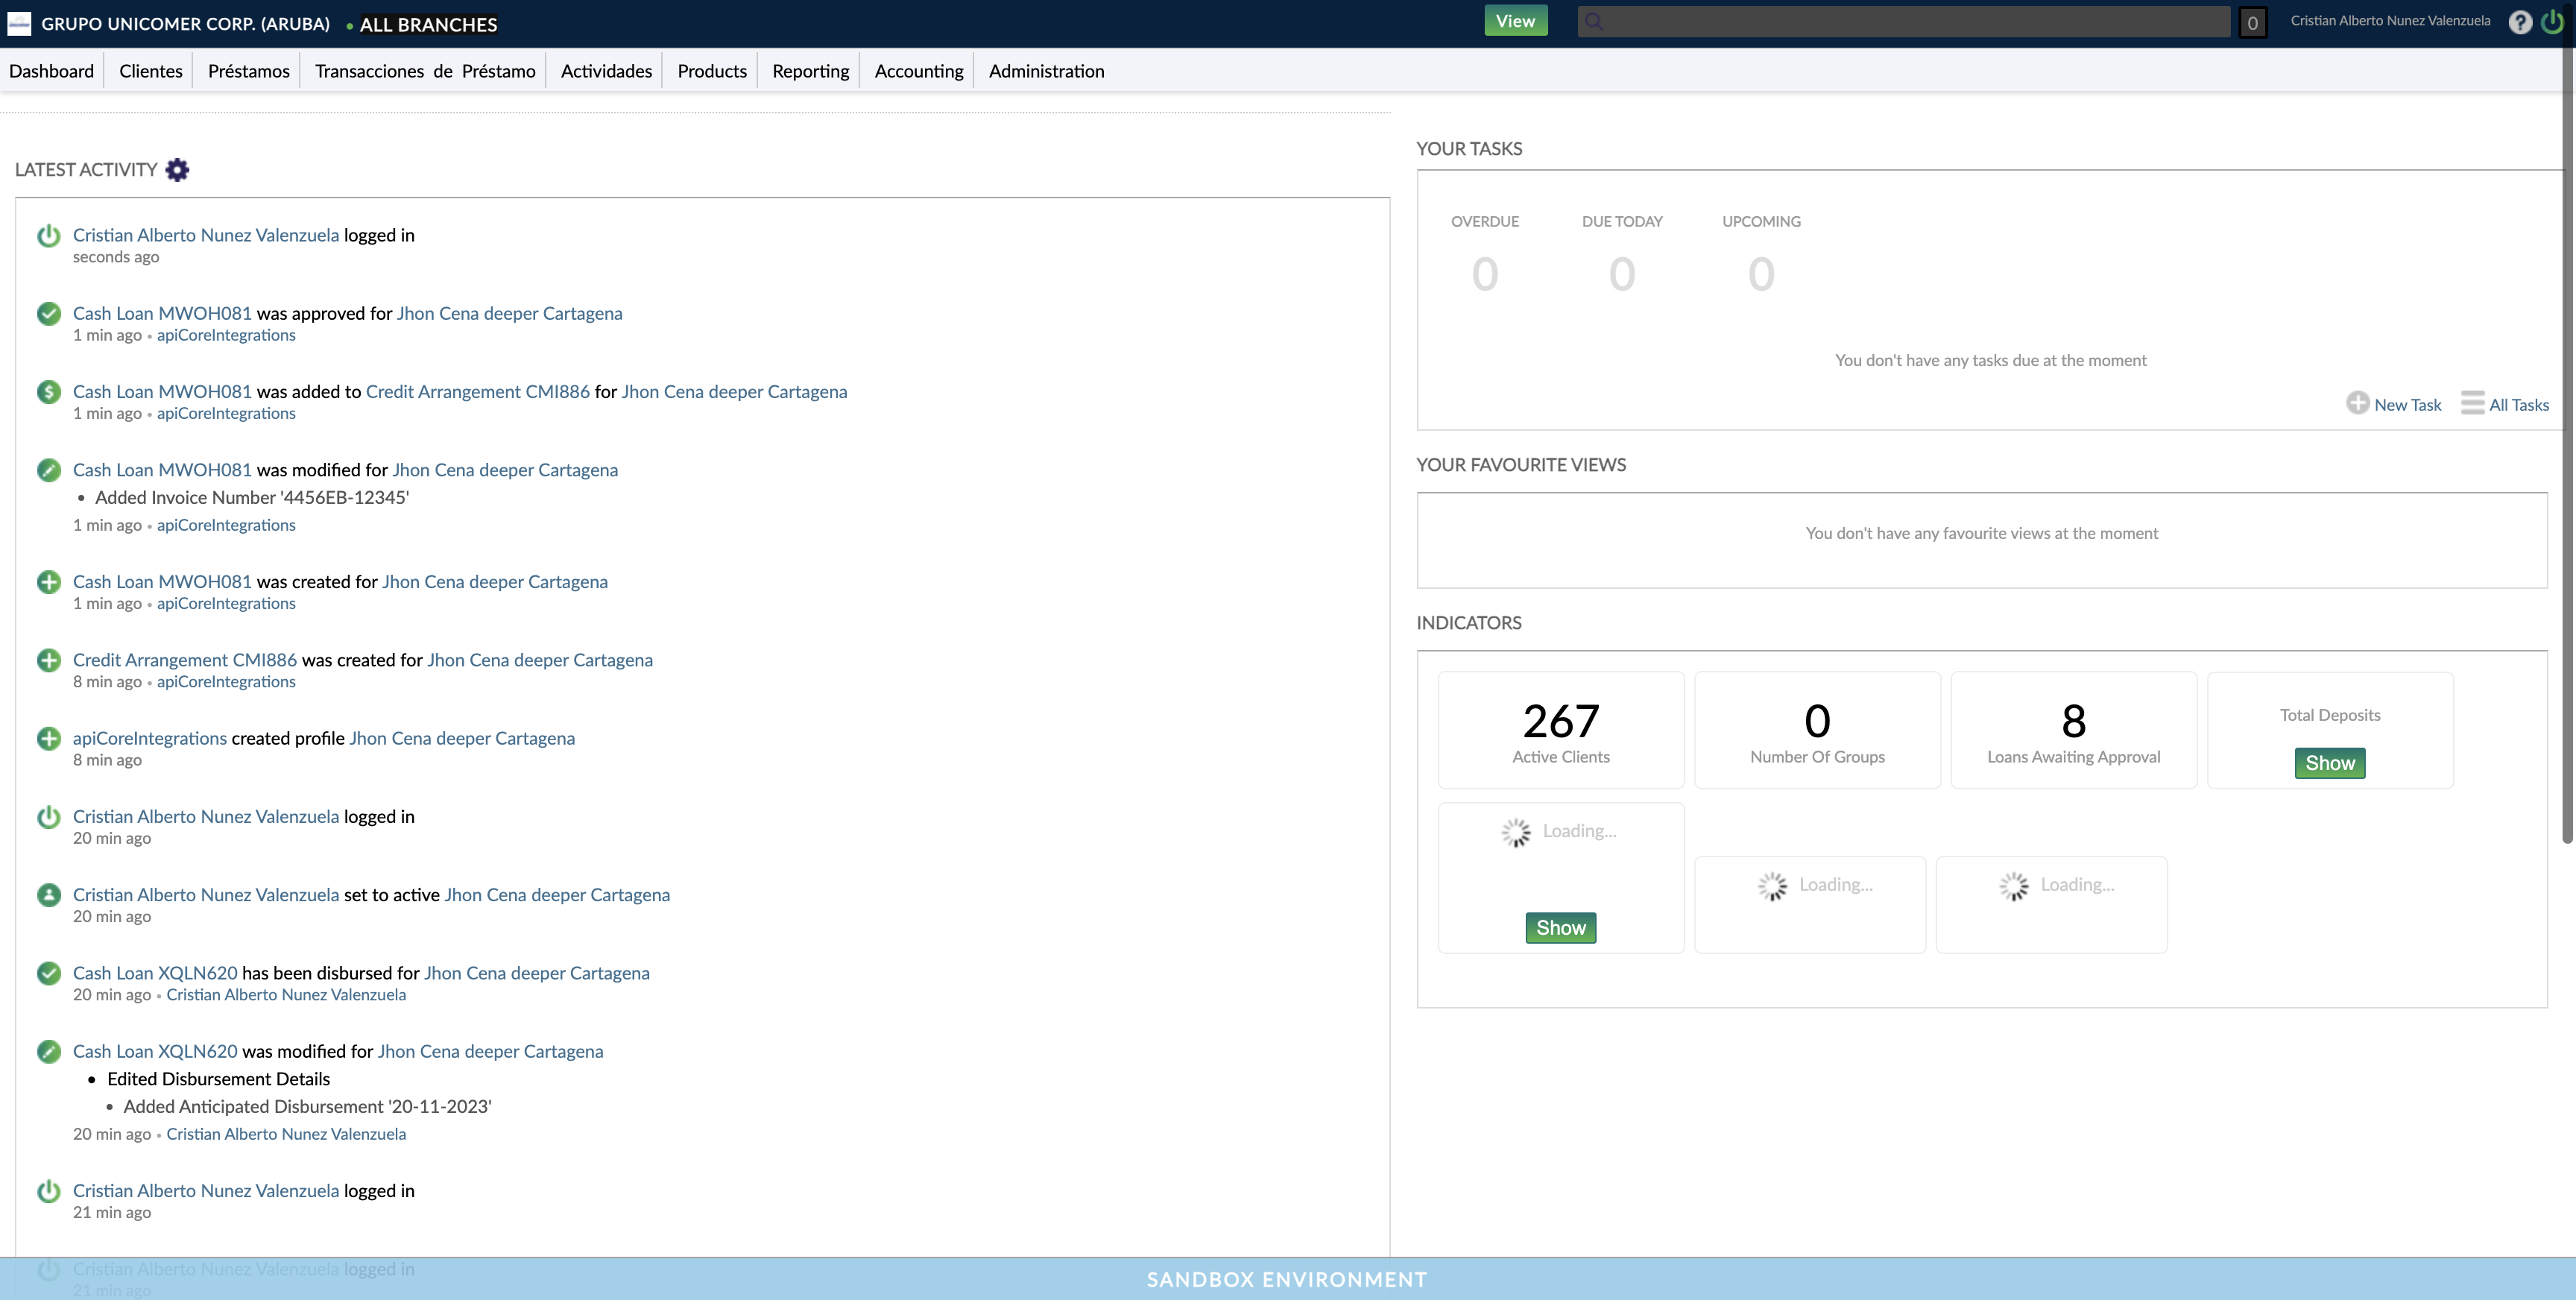 GRUPO UNICOMER CORP. (ARUBA) • ALL BRANCHES
View
0
Cristian Alberto Nunez Valenzuela
?
Dashboard Clientes Préstamos Transacciones de Préstamo Actividades Products Reporting Accounting Administration
LATEST ACTIVITY
Cristian Alberto Nunez Valenzuela logged in
seconds ago
Cash Loan MWOH081 was approved for Jhon Cena deeper Cartagena
1 min ago • apiCoreIntegrations
Cash Loan MWOH081 was added to Credit Arrangement CMI886 for Jhon Cena deeper Cartagena
1 min ago • apiCoreIntegrations
Cash Loan MWOH081 was modified for Jhon Cena deeper Cartagena
• Added Invoice Number '4456EB-12345'
1 min ago • apiCoreIntegrations
Cash Loan MWOH081 was created for Jhon Cena deeper Cartagena
1 min ago • apiCoreIntegrations
Credit Arrangement CMI886 was created for Jhon Cena deeper Cartagena
8 min ago • apiCoreIntegrations
apiCoreIntegrations created profile Jhon Cena deeper Cartagena
8 min ago
Cristian Alberto Nunez Valenzuela logged in
20 min ago
Cristian Alberto Nunez Valenzuela set to active Jhon Cena deeper Cartagena
20 min ago
Cash Loan XQLN620 has been disbursed for Jhon Cena deeper Cartagena
20 min ago • Cristian Alberto Nunez Valenzuela
Cash Loan XQLN620 was modified for Jhon Cena deeper Cartagena
• Edited Disbursement Details
• Added Anticipated Disbursement '20-11-2023'
20 min ago • Cristian Alberto Nunez Valenzuela
Cristian Alberto Nunez Valenzuela logged in
21 min ago
Cristian Alberto Nunez Valenzuela logged in
21 min ago
YOUR TASKS
OVERDUE DUE TODAY UPCOMING
0 0 0
You don't have any tasks due at the moment
New Task All Tasks
YOUR FAVOURITE VIEWS
You don't have any favourite views at the moment
INDICATORS
267
Active Clients
0
Number Of Groups
8
Loans Awaiting Approval
Total Deposits
Show
Loading...
Show
Loading...
Loading...
SANDBOX ENVIRONMENT